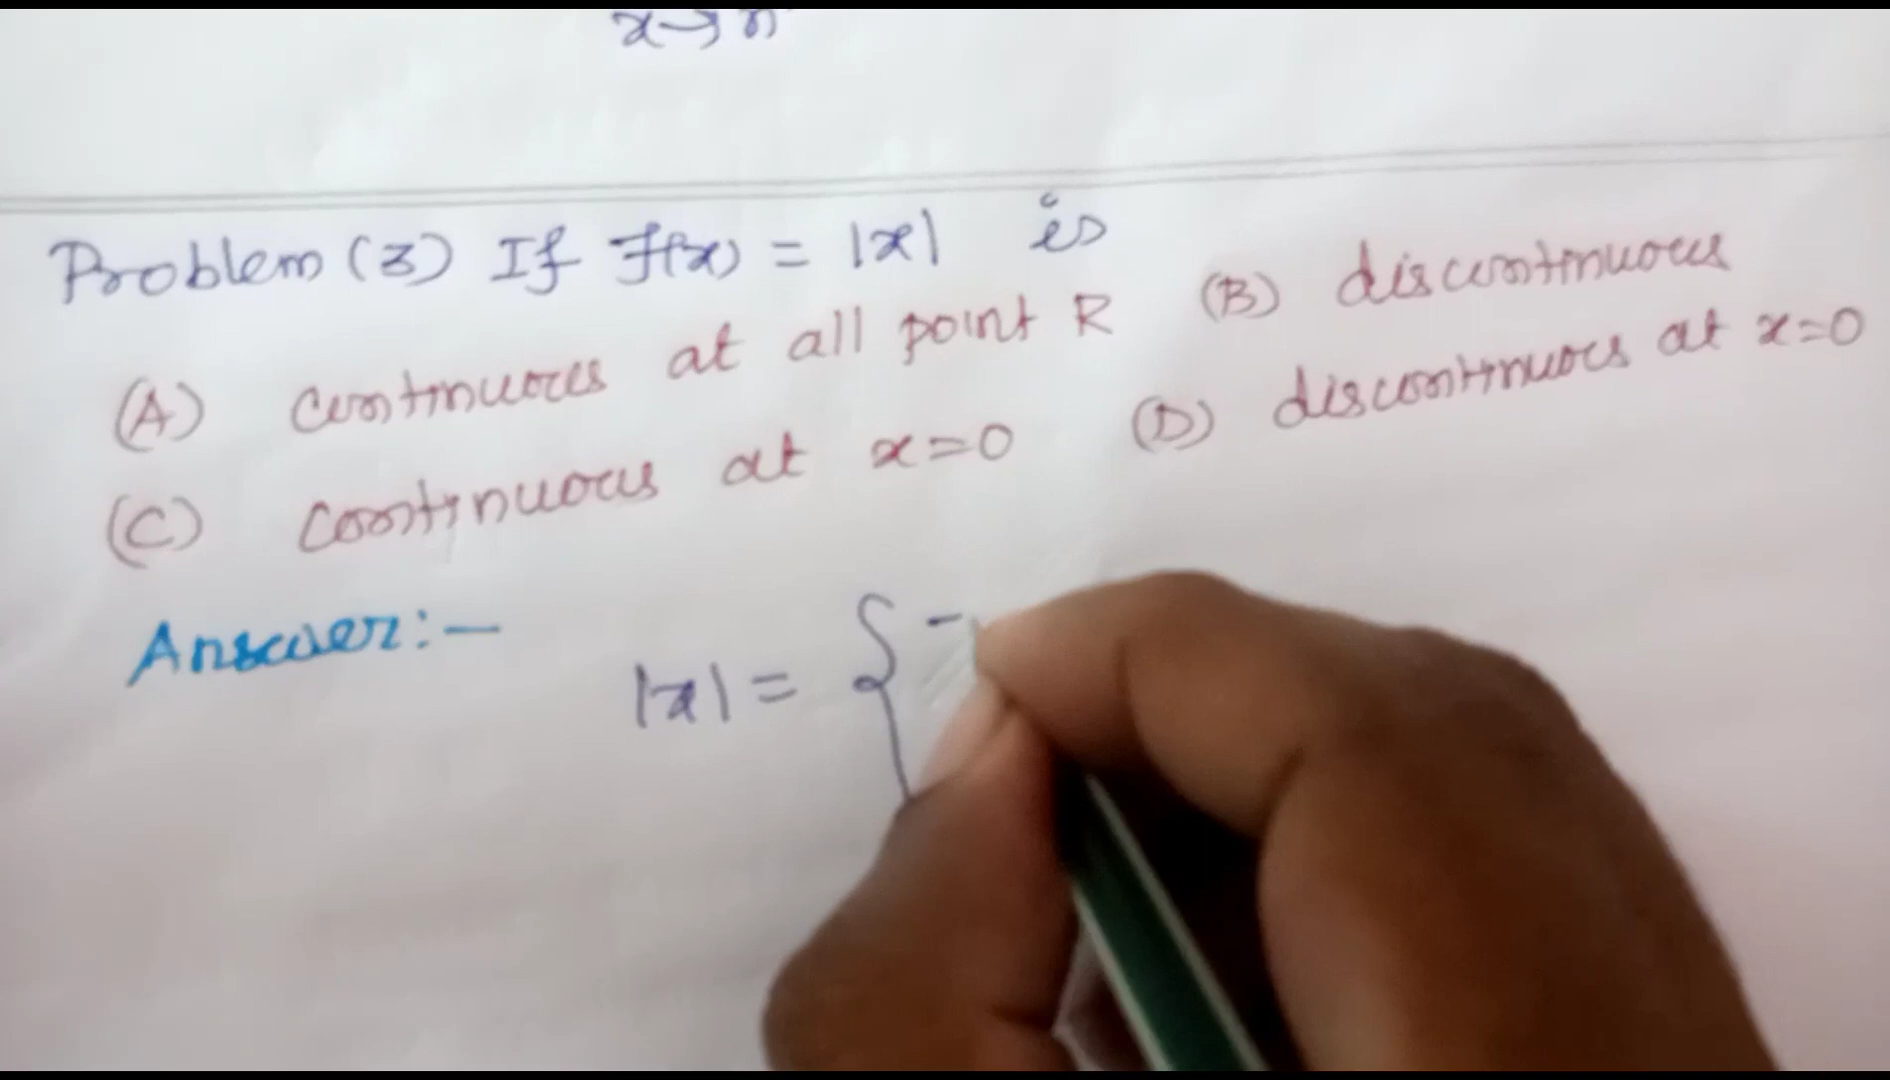 x→n
Problem (3) If f(x) = |x| is
(A) continuous at all point R (B) discontinuous
(C) continuous at x=0 (D) discontinuous at x=0
Answer:—
|x| = { -